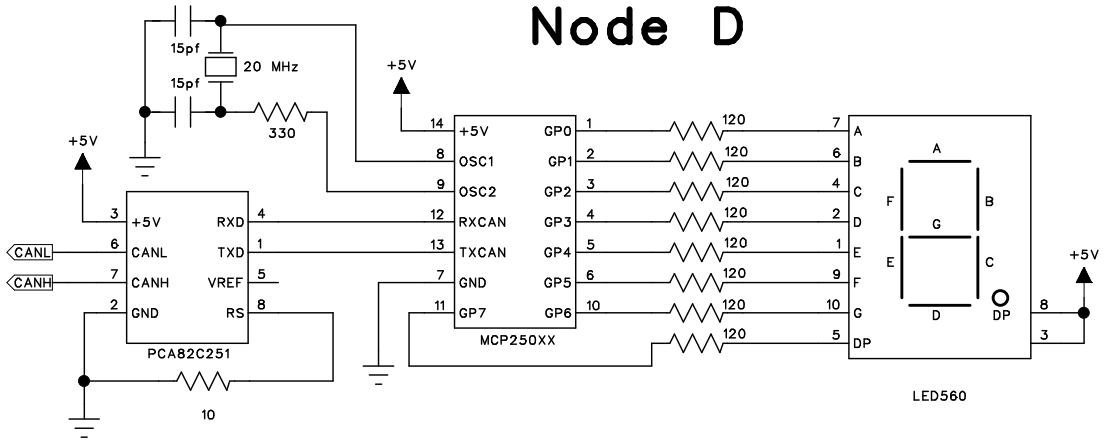 Node D
15pf
20 MHz
15pf
330
+5V
+5V
3 +5V RXD 4
6 CANL TXD 1
7 CANH VREF 5
2 GND RS 8
CANL
CANH
PCA82C251
10
14 +5V GP0 1
8 OSC1 GP1 2
9 OSC2 GP2 3
12 RXCAN GP3 4
13 TXCAN GP4 5
7 GND GP5 6
11 GP7 GP6 10
MCP250XX
120
120
120
120
120
120
120
120
7 A
6 B
4 C
2 D
1 E
9 F
10 G
5 DP
A
F B
G
E C
D DP
8
3
+5V
LED560